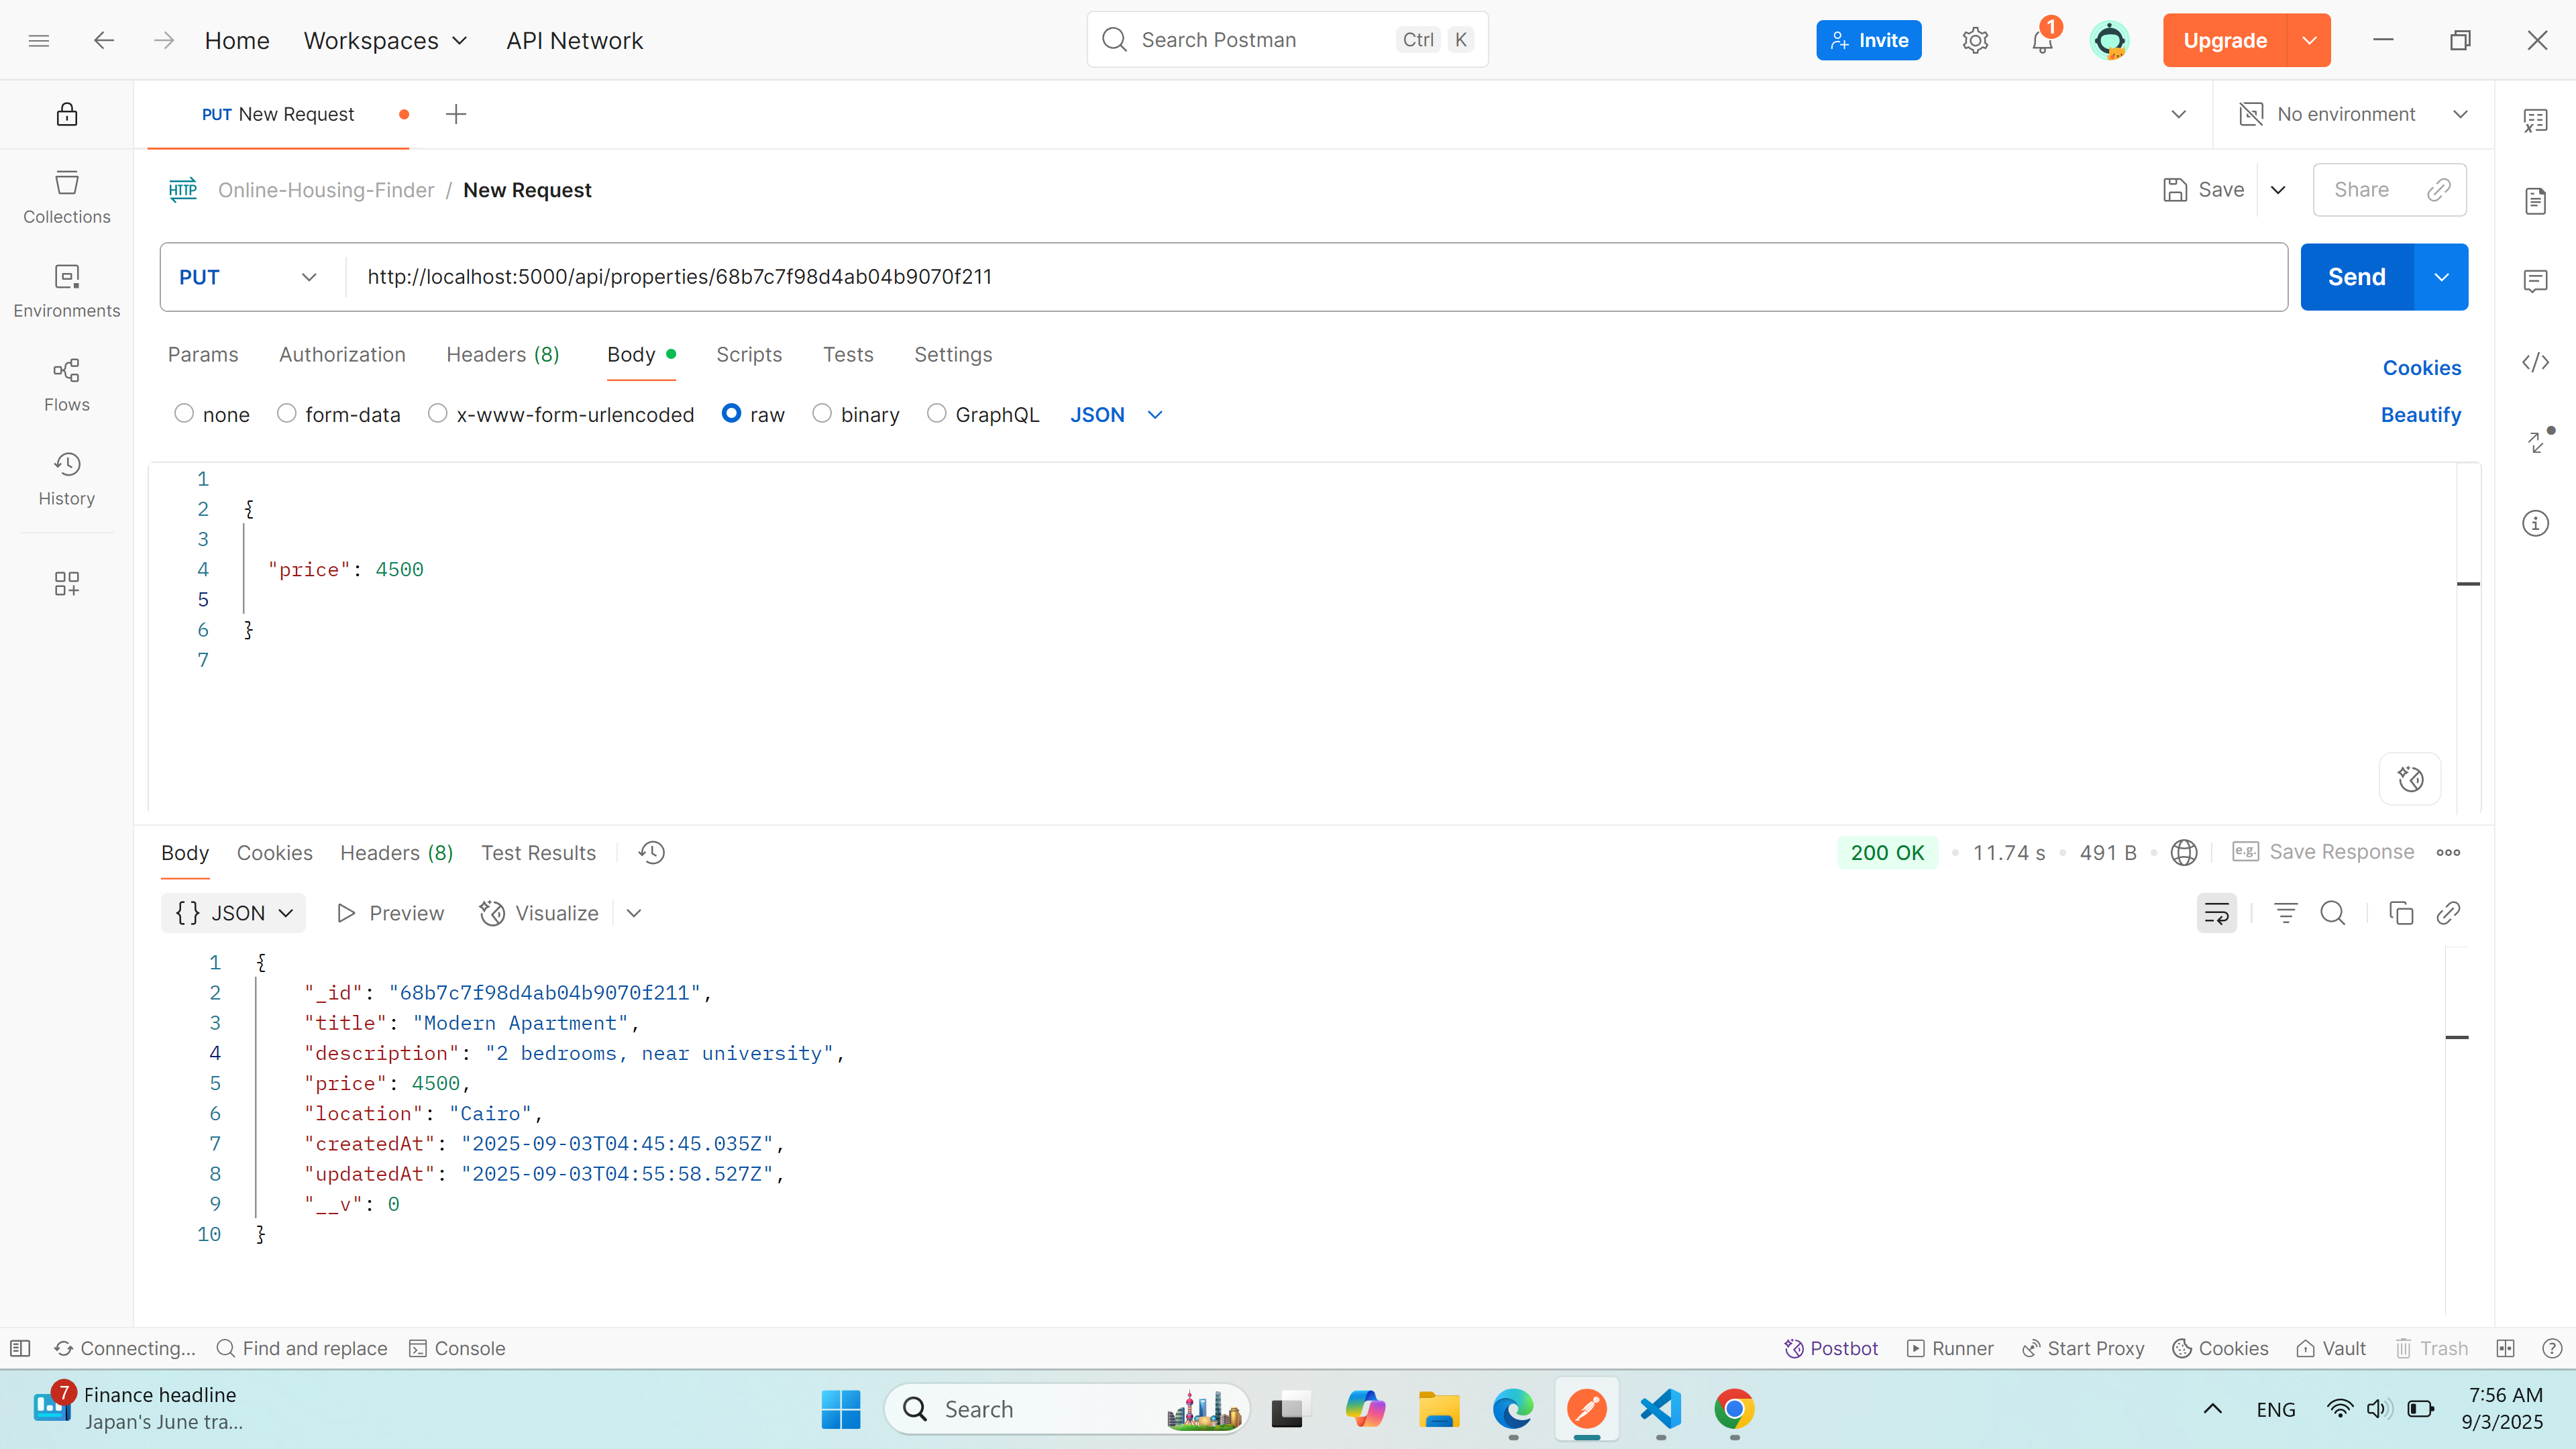 Home Workspaces API Network Search Postman Ctrl K Invite 1 Upgrade
PUT New Request No environment
HTTP Online-Housing-Finder / New Request Save Share
Collections
PUT http://localhost:5000/api/properties/68b7c7f98d4ab04b9070f211 Send
Environments
Params Authorization Headers (8) Body Scripts Tests Settings Cookies
Flows
none form-data x-www-form-urlencoded raw binary GraphQL JSON Beautify
History
1
2 {
3
4 "price": 4500
5
6 }
7
Body Cookies Headers (8) Test Results 200 OK 11.74 s 491 B e.g. Save Response
{} JSON Preview Visualize
1 {
2 "_id": "68b7c7f98d4ab04b9070f211",
3 "title": "Modern Apartment",
4 "description": "2 bedrooms, near university",
5 "price": 4500,
6 "location": "Cairo",
7 "createdAt": "2025-09-03T04:45:45.035Z",
8 "updatedAt": "2025-09-03T04:55:58.527Z",
9 "__v": 0
10 }
Connecting... Find and replace Console Postbot Runner Start Proxy Cookies Vault Trash
7 Finance headline
Japan's June tra...
Search
ENG
7:56 AM
9/3/2025